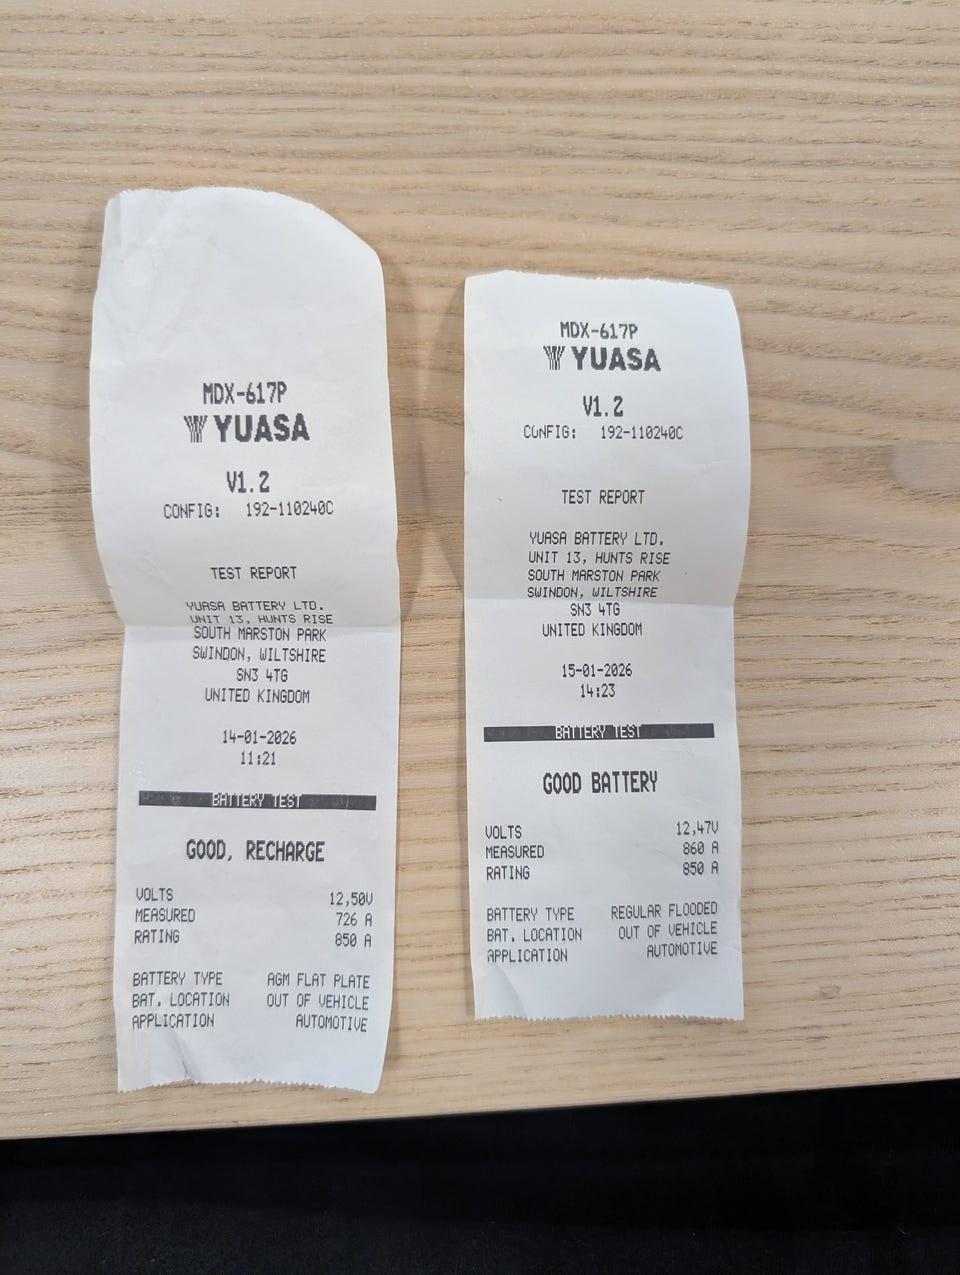 MDX-617P
YUASA
V1.2
CONFIG: 192-110240C
TEST REPORT
YUASA BATTERY LTD.
UNIT 13, HUNTS RISE
SOUTH MARSTON PARK
SWINDON, WILTSHIRE
SN3 4TG
UNITED KINGDOM
14-01-2026
11:21
BATTERY TEST
GOOD, RECHARGE
VOLTS 12,50V
MEASURED 726 A
RATING 850 A
BATTERY TYPE AGM FLAT PLATE
BAT. LOCATION OUT OF VEHICLE
APPLICATION AUTOMOTIVE
MDX-617P
YUASA
V1.2
CONFIG: 192-110240C
TEST REPORT
YUASA BATTERY LTD.
UNIT 13, HUNTS RISE
SOUTH MARSTON PARK
SWINDON, WILTSHIRE
SN3 4TG
UNITED KINGDOM
15-01-2026
14:23
BATTERY TEST
GOOD BATTERY
VOLTS 12,47V
MEASURED 860 A
RATING 850 A
BATTERY TYPE REGULAR FLOODED
BAT. LOCATION OUT OF VEHICLE
APPLICATION AUTOMOTIVE